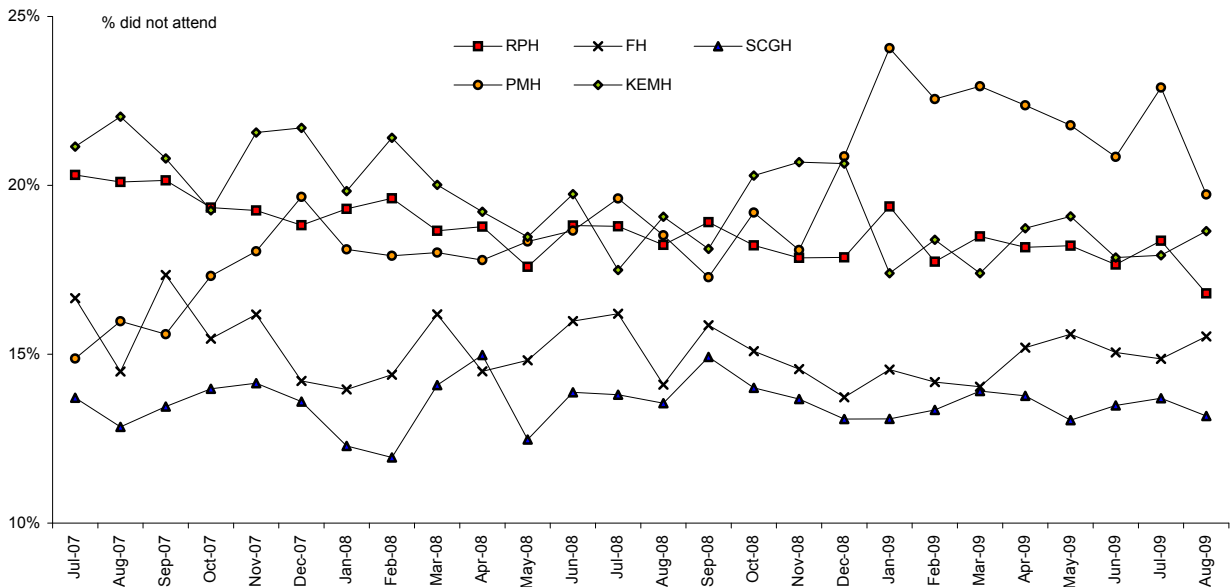 25%
% did not attend
RPH FH SCGH
PMH KEMH
20%
15%
10%
Jul-07 Aug-07 Sep-07 Oct-07 Nov-07 Dec-07 Jan-08 Feb-08 Mar-08 Apr-08 May-08 Jun-08 Jul-08 Aug-08 Sep-08 Oct-08 Nov-08 Dec-08 Jan-09 Feb-09 Mar-09 Apr-09 May-09 Jun-09 Jul-09 Aug-09